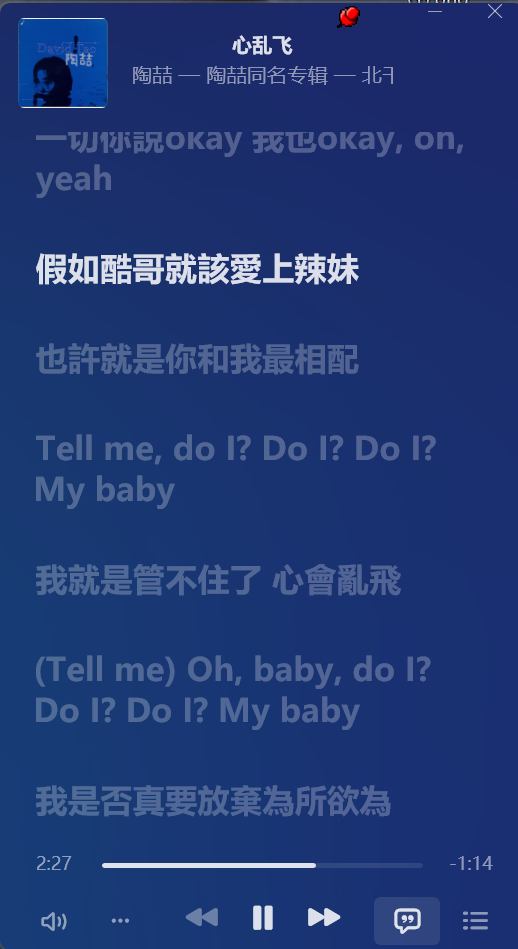 心乱飞
David Tao
陶喆
陶喆 — 陶喆同名专辑 — 北
一切你說okay 我也okay, oh,
yeah
假如酷哥就該愛上辣妹
也許就是你和我最相配
Tell me, do I? Do I? Do I?
My baby
我就是管不住了 心會亂飛
(Tell me) Oh, baby, do I?
Do I? Do I? My baby
我是否真要放棄為所欲為
2:27
-1:14